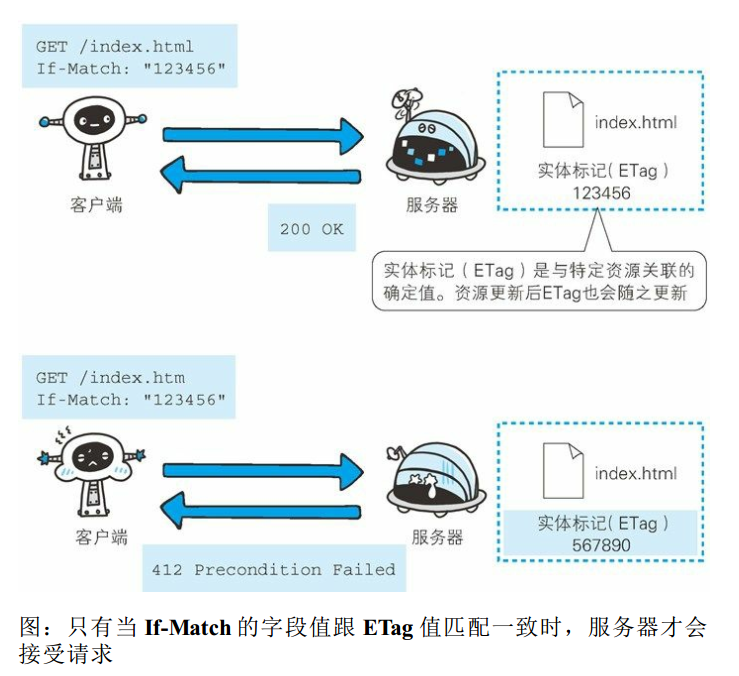 GET /index.html
If-Match: "123456"
index.html
实体标记（ETag）
123456
客户端
服务器
200 OK
实体标记（ETag）是与特定资源关联的
确定值。资源更新后ETag也会随之更新
GET /index.htm
If-Match: "123456"
index.html
实体标记（ETag）
567890
客户端
服务器
412 Precondition Failed
图：只有当 If-Match 的字段值跟 ETag 值匹配一致时，服务器才会
接受请求